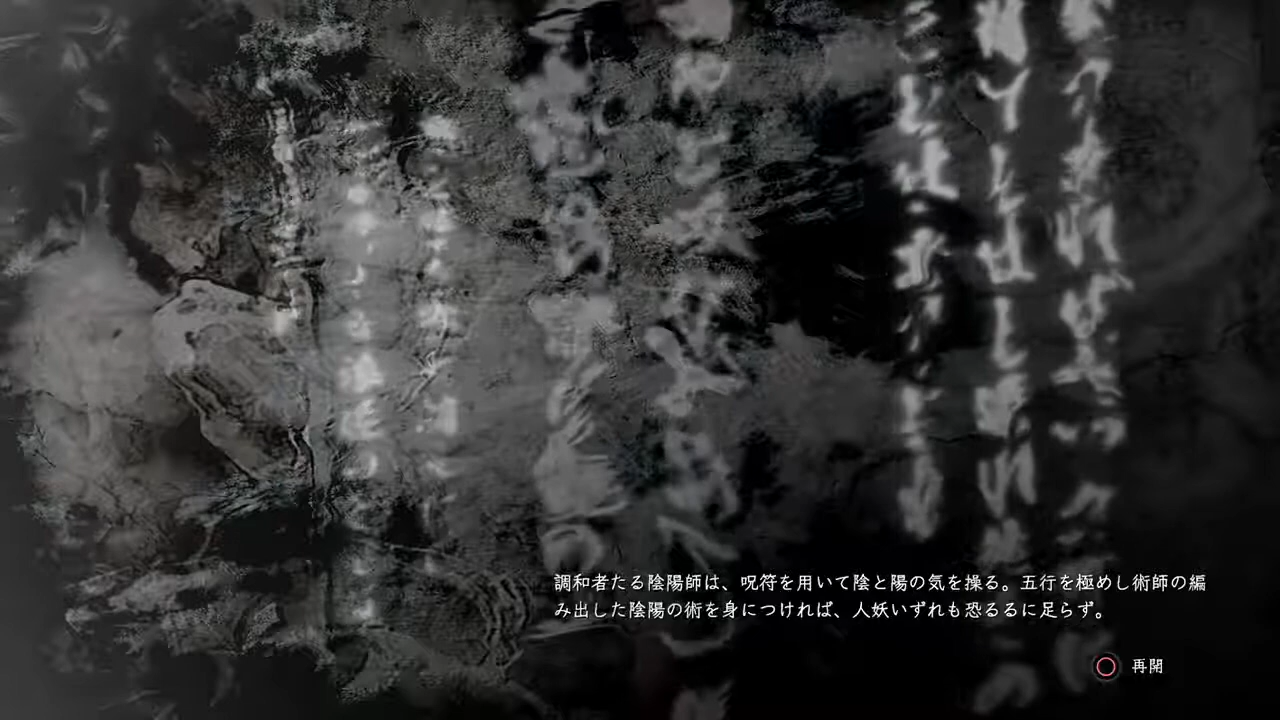 調和者たる陰陽師は、呪符を用いて陰と陽の気を操る。五行を極めし術師の編
み出した陰陽の術を身につければ、人妖いずれも恐るるに足らず。
再開